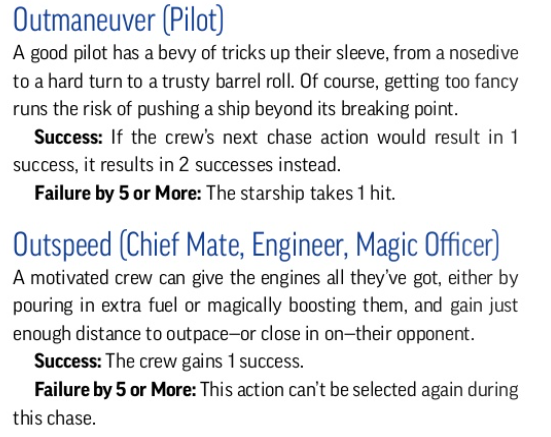 Outmaneuver (Pilot)
A good pilot has a bevy of tricks up their sleeve, from a nosedive
to a hard turn to a trusty barrel roll. Of course, getting too fancy
runs the risk of pushing a ship beyond its breaking point.
Success: If the crew's next chase action would result in 1
success, it results in 2 successes instead.
Failure by 5 or More: The starship takes 1 hit.
Outspeed (Chief Mate, Engineer, Magic Officer)
A motivated crew can give the engines all they've got, either by
pouring in extra fuel or magically boosting them, and gain just
enough distance to outpace—or close in on—their opponent.
Success: The crew gains 1 success.
Failure by 5 or More: This action can't be selected again during
this chase.